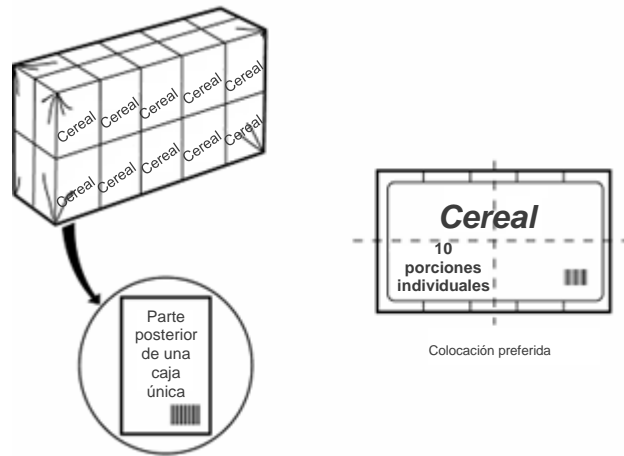 Cereal Cereal Cereal Cereal Cereal
Cereal Cereal Cereal Cereal Cereal
Parte
posterior
de una
caja
única
Cereal
10
porciones
individuales
Colocación preferida